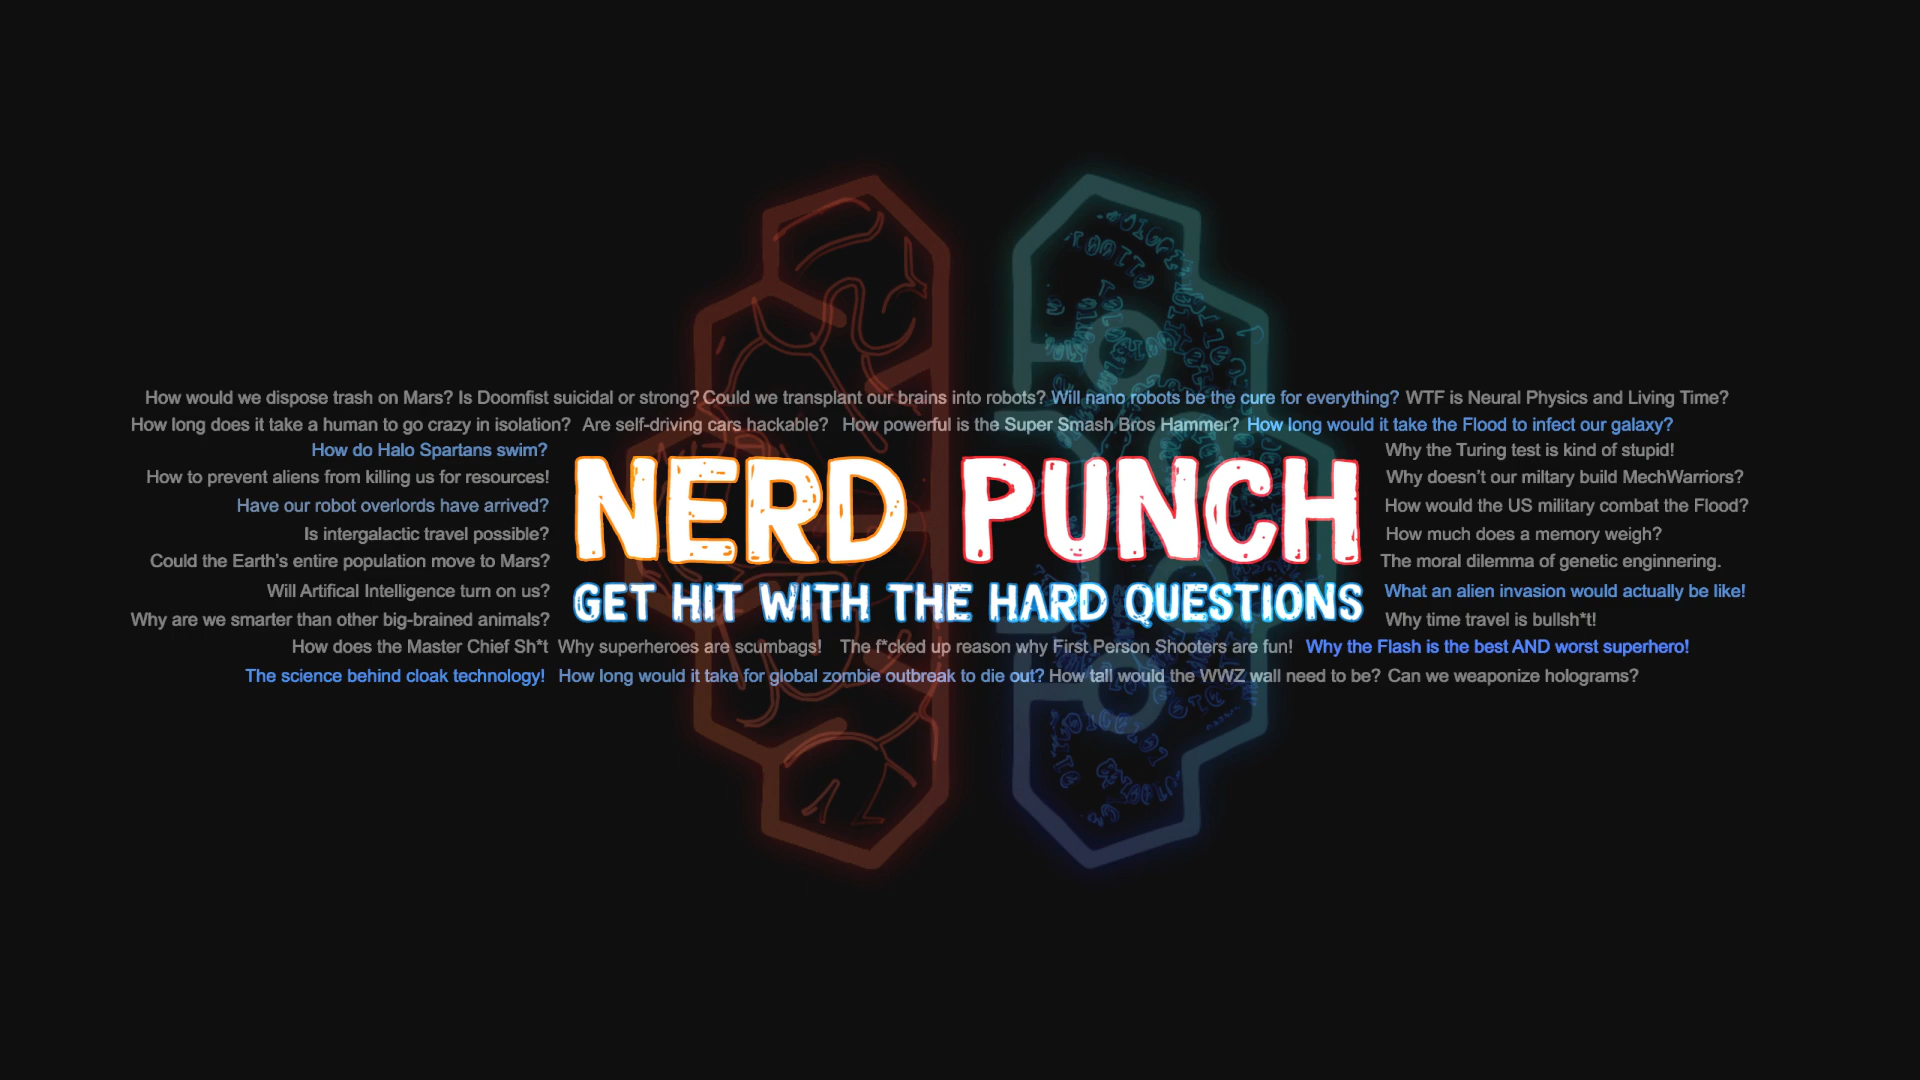 How would we dispose trash on Mars? Is Doomfist suicidal or strong? Could we transplant our brains into robots? Will nano robots be the cure for everything? WTF is Neural Physics and Living Time?
How long does it take a human to go crazy in isolation? Are self-driving cars hackable? How powerful is the Super Smash Bros Hammer? How long would it take the Flood to infect our galaxy?
How do Halo Spartans swim?
How to prevent aliens from killing us for resources!
Have our robot overlords have arrived?
Is intergalactic travel possible?
Could the Earth's entire population move to Mars?
Will Artifical Intelligence turn on us?
Why are we smarter than other big-brained animals?
NERD PUNCH
GET HIT WITH THE HARD QUESTIONS
Why the Turing test is kind of stupid!
Why doesn't our miltary build MechWarriors?
How would the US military combat the Flood?
How much does a memory weigh?
The moral dilemma of genetic enginnering.
What an alien invasion would actually be like!
Why time travel is bullsh*t!
How does the Master Chief Sh*t Why superheroes are scumbags! The f*cked up reason why First Person Shooters are fun! Why the Flash is the best AND worst superhero!
The science behind cloak technology! How long would it take for global zombie outbreak to die out? How tall would the WWZ wall need to be? Can we weaponize holograms?